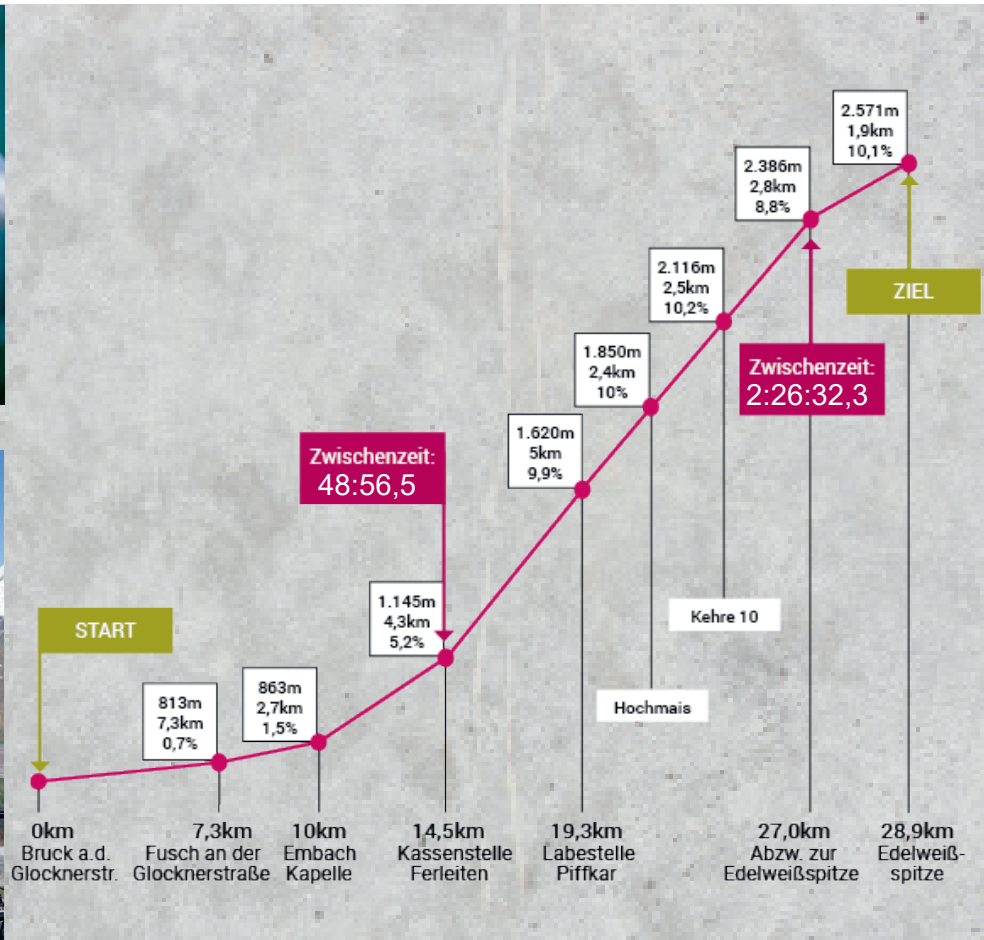 2.571m
1,9km
10,1%
2.386m
2,8km
8,8%
2.116m
2,5km
10,2%
ZIEL
1.850m
2,4km
10%
Zwischenzeit:
2:26:32,3
1.620m
5km
9,9%
Zwischenzeit:
48:56,5
1.145m
4,3km
5,2%
START
Kehre 10
863m
2,7km
1,5%
813m
7,3km
0,7%
Hochmais
0km
Bruck a.d.
Glocknerstr.
7,3km
Fusch an der
Glocknerstraße
10km
Embach
Kapelle
14,5km
Kassenstelle
Ferleiten
19,3km
Labestelle
Piffkar
27,0km
Abzw. zur
Edelweißspitze
28,9km
Edelweiß-
spitze